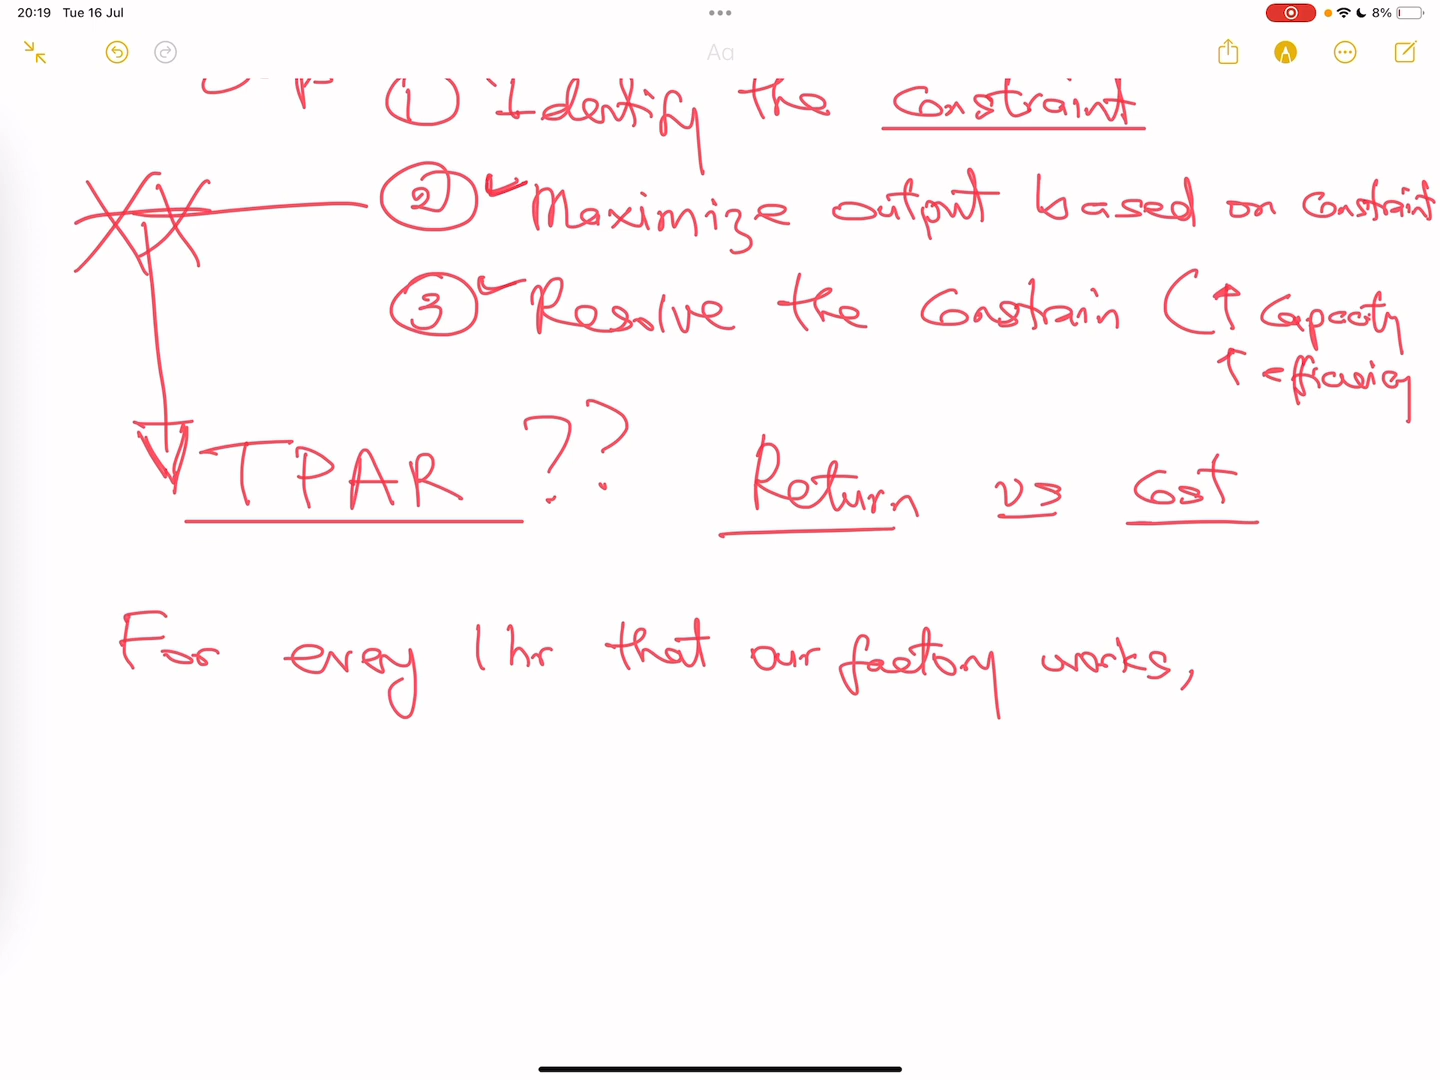 20:19 Tue 16 Jul
8%
Aa
① Identify the Constraint
② Maximize output based on Constraint
③ Resolve the Constrain (↑ Capacity
↑ efficiency
TPAR ?? Return vs Cost
For every 1 hr that our factory works,